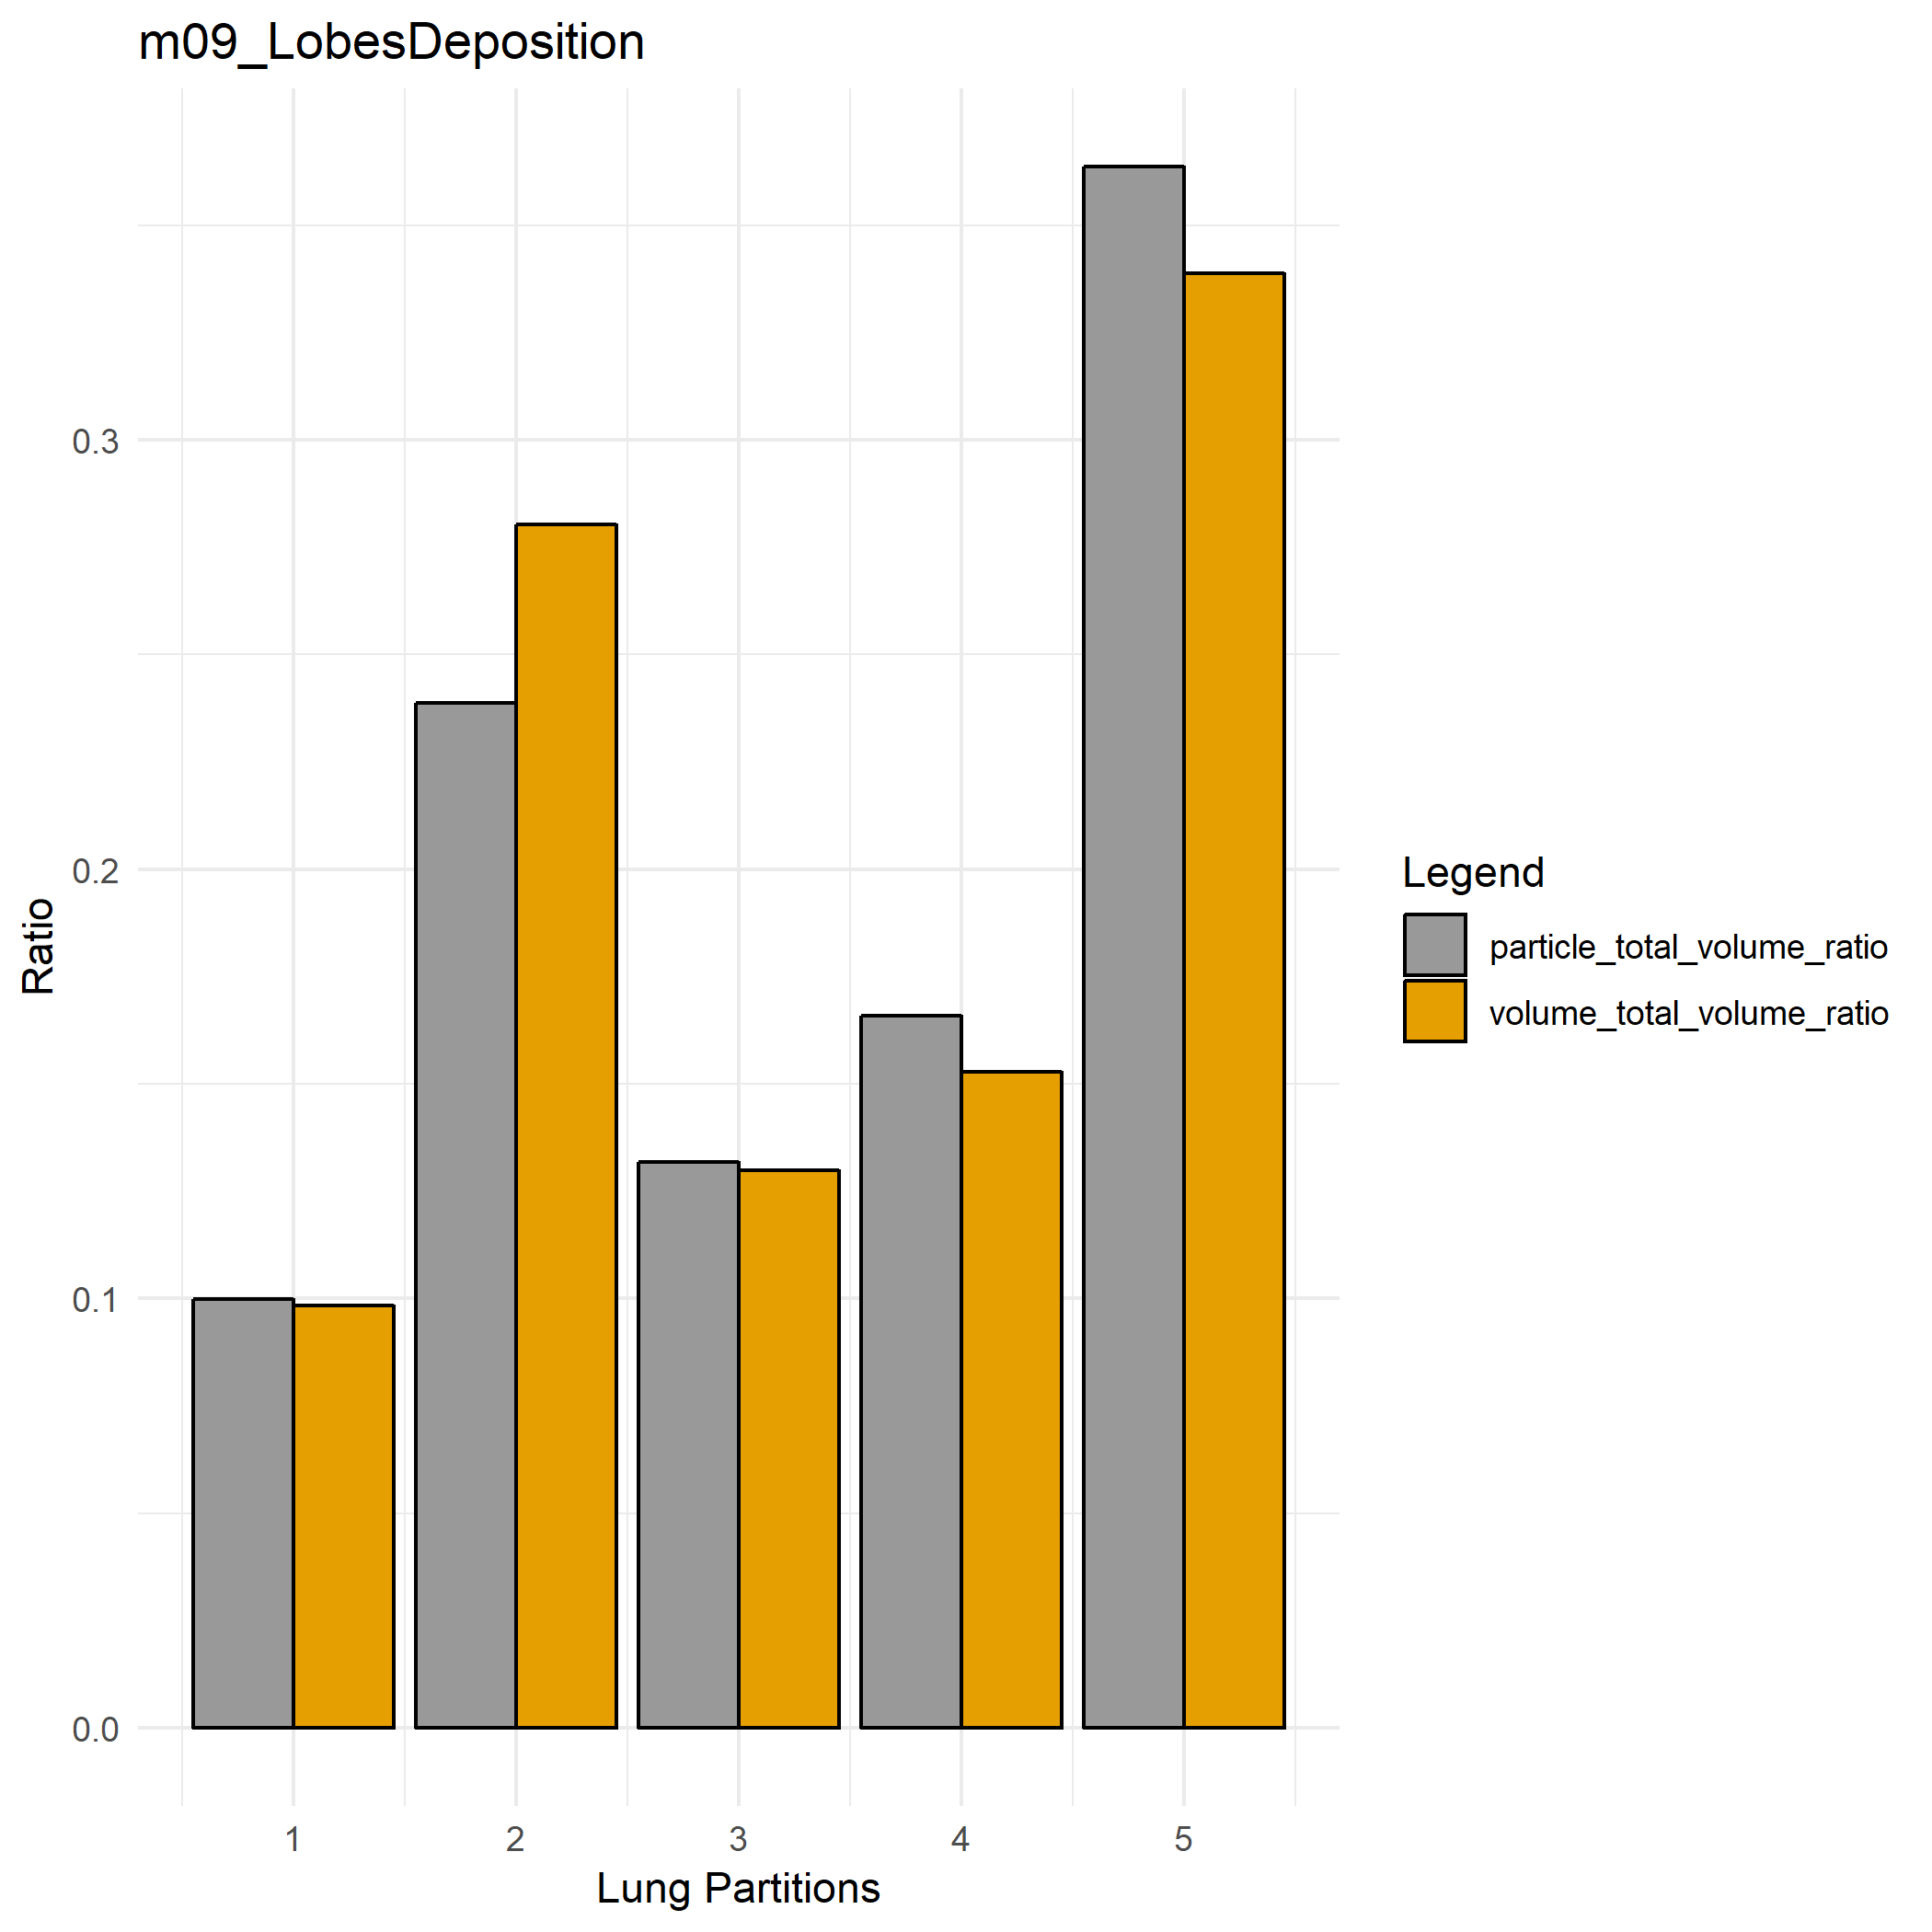 m09_LobesDeposition
Ratio
0.3
0.2
0.1
0.0
1 2 3 4 5
Lung Partitions
Legend
particle_total_volume_ratio
volume_total_volume_ratio